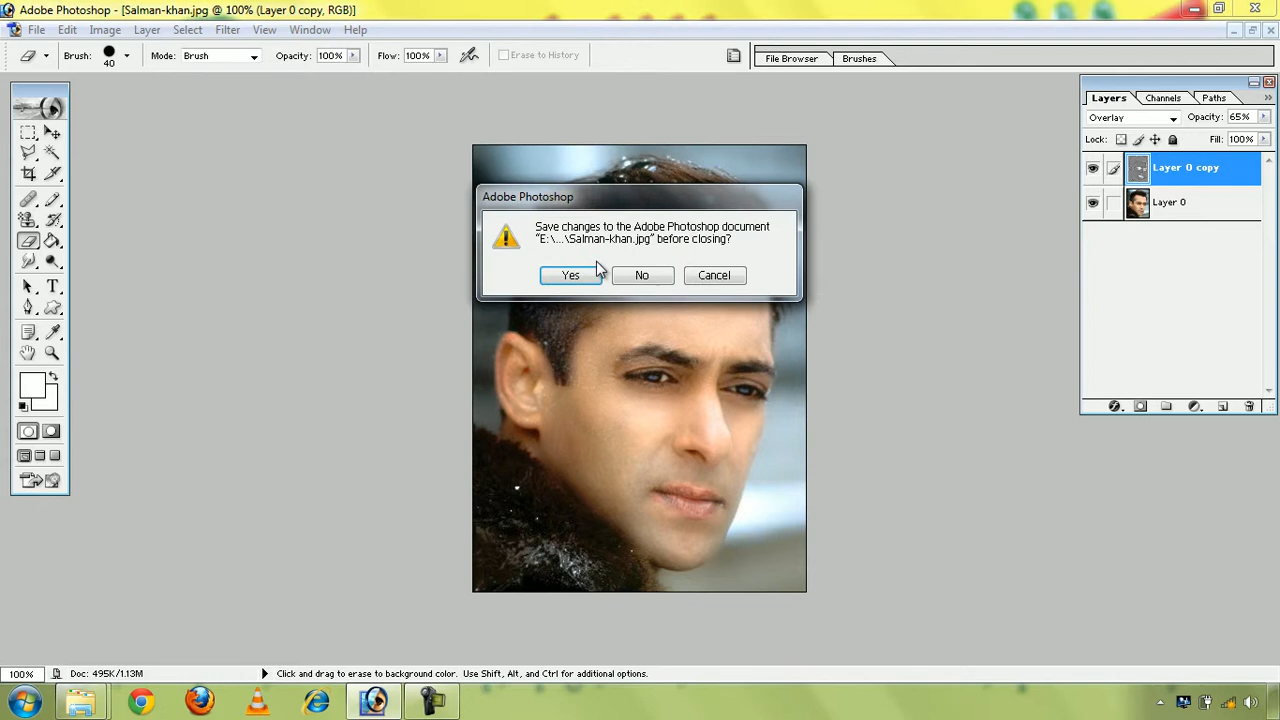 Adobe Photoshop - [Salman-khan.jpg @ 100% (Layer 0 copy, RGB)]
File Edit Image Layer Select Filter View Window Help
Brush: 40 Mode: Brush Opacity: 100% Flow: 100% Erase to History File Browser Brushes
Layers Channels Paths
Overlay Opacity: 65%
Lock: Fill: 100%
Layer 0 copy
Layer 0
Adobe Photoshop
Save changes to the Adobe Photoshop document
"E:\...\Salman-khan.jpg" before closing?
Yes No Cancel
T
100% Doc: 495K/1.13M Click and drag to erase to background color. Use Shift, Alt, and Ctrl for additional options.